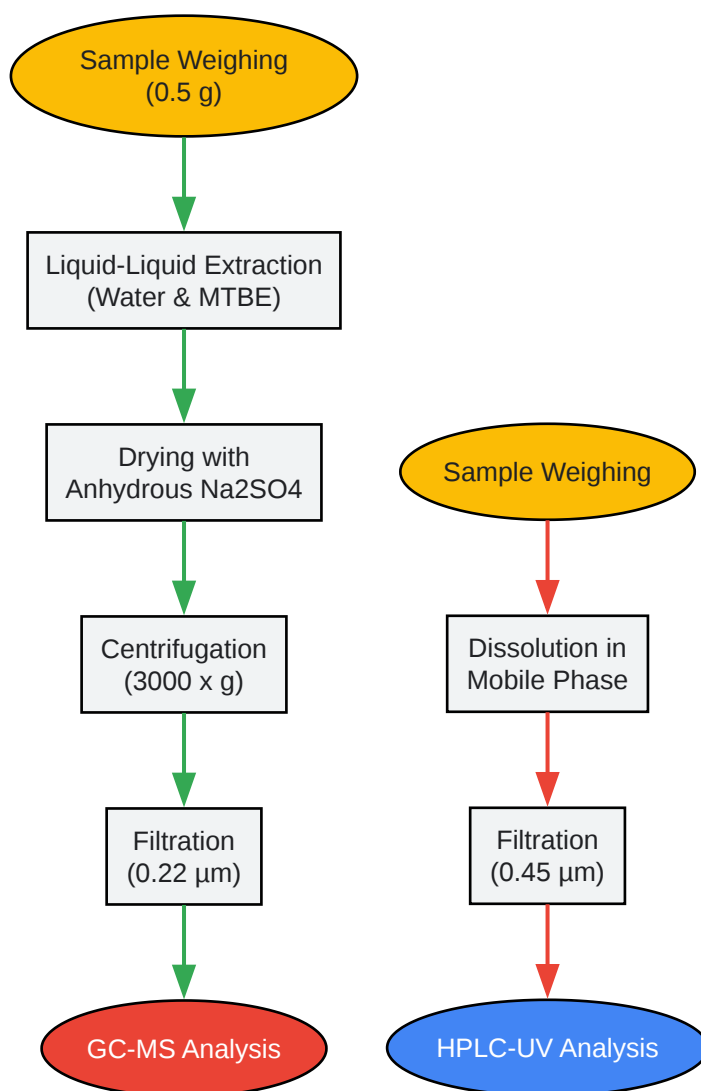 Sample Weighing
(0.5 g)
Liquid-Liquid Extraction
(Water & MTBE)
Drying with
Anhydrous Na2SO4
Centrifugation
(3000 x g)
Filtration
(0.22 µm)
GC-MS Analysis
Sample Weighing
Dissolution in
Mobile Phase
Filtration
(0.45 µm)
HPLC-UV Analysis